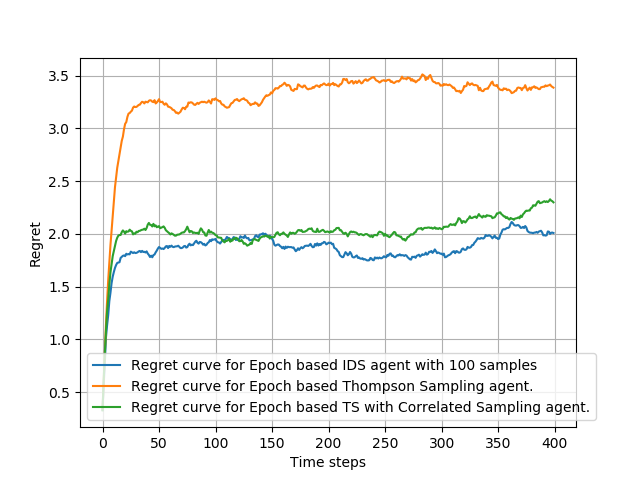 3.5
3.0
2.5
2.0
1.5
1.0
0.5
Regret
Regret curve for Epoch based IDS agent with 100 samples
Regret curve for Epoch based Thompson Sampling agent.
Regret curve for Epoch based TS with Correlated Sampling agent.
0 50 100 150 200 250 300 350 400
Time steps